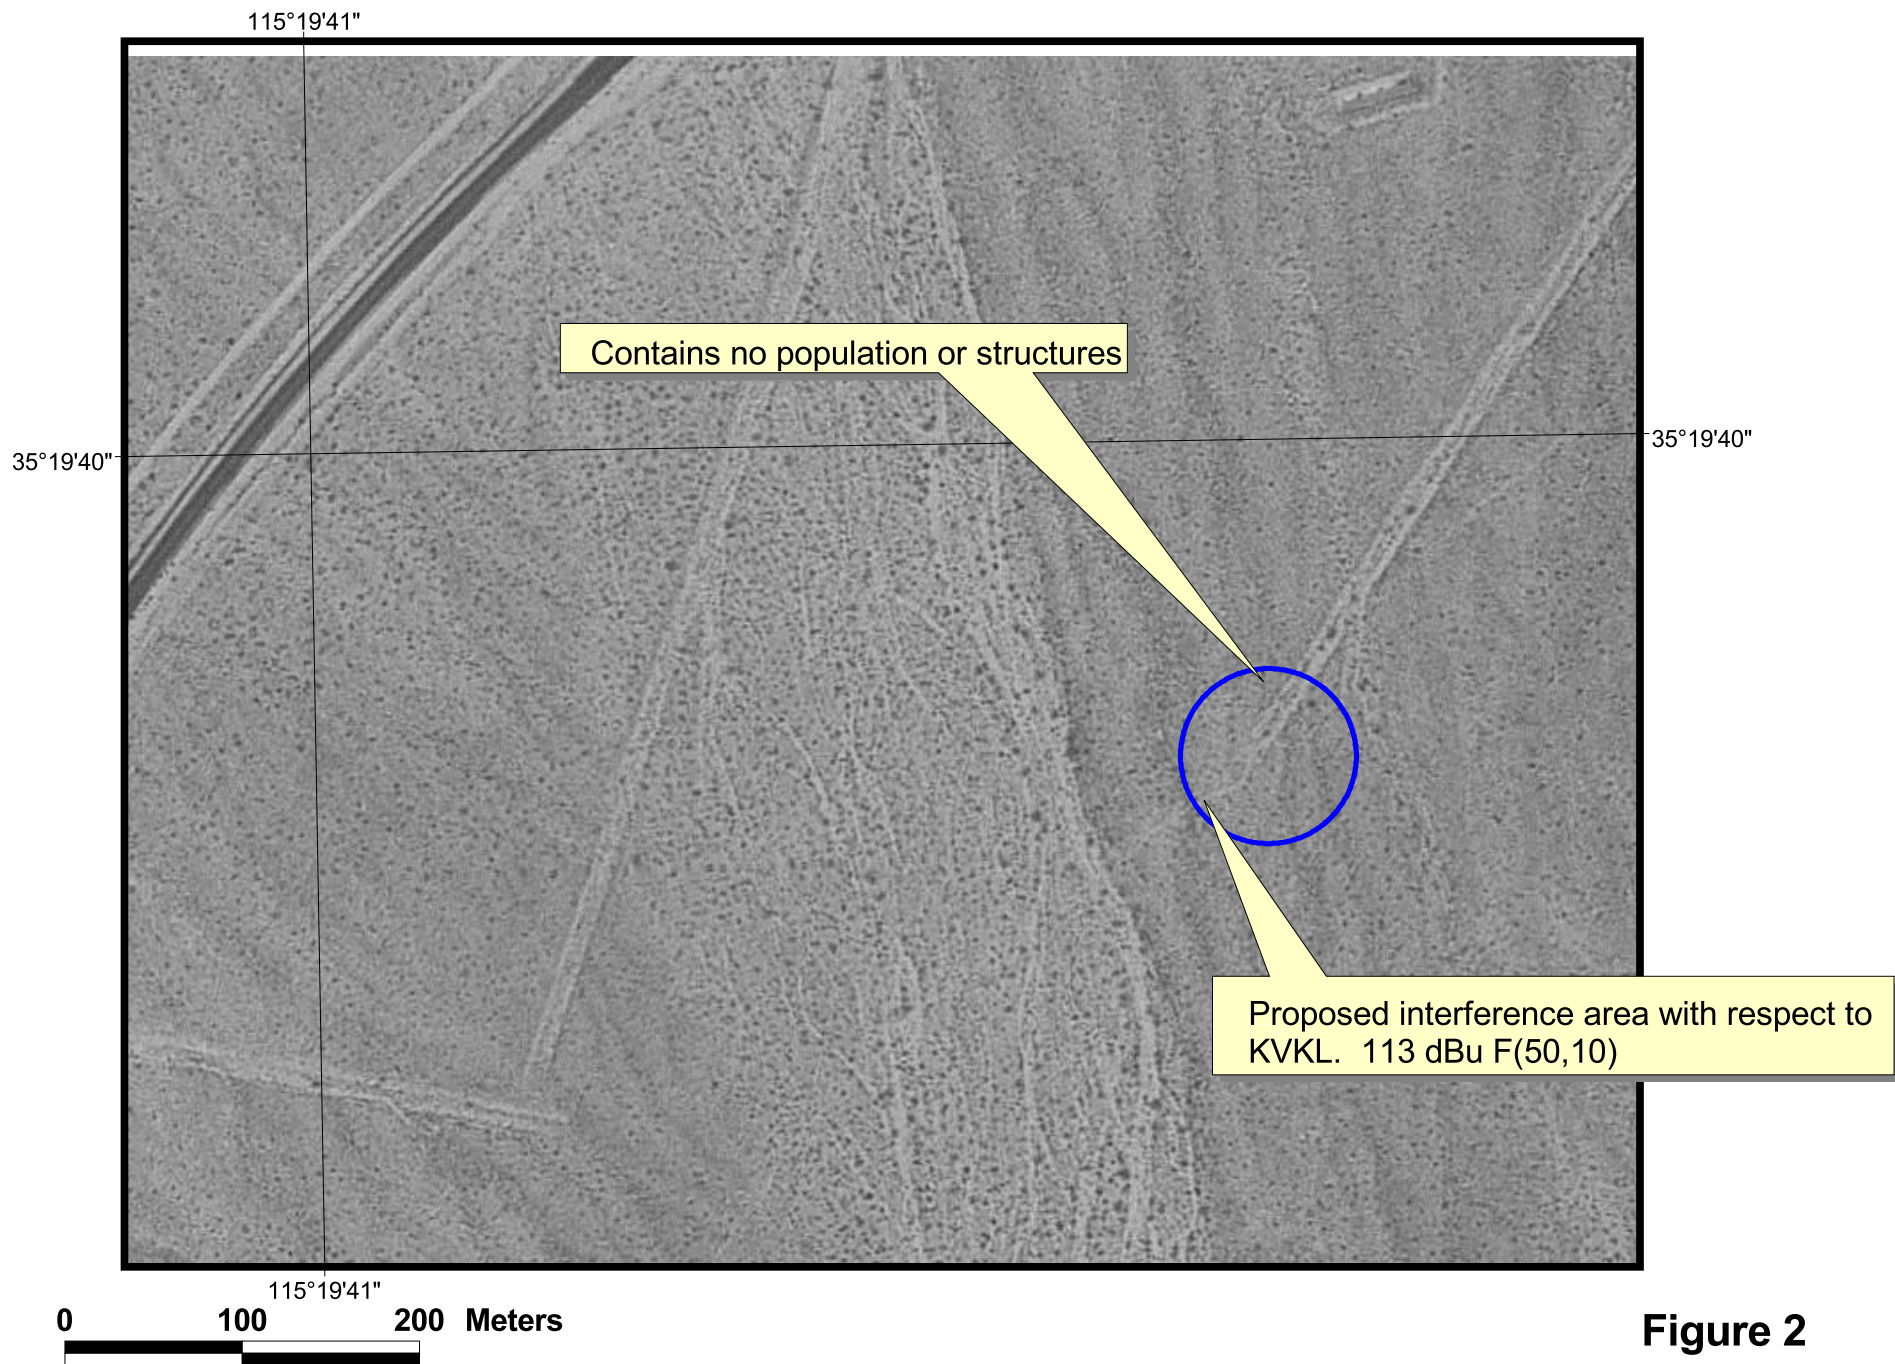 115°19'41"
Contains no population or structures
35°19'40"
35°19'40"
Proposed interference area with respect to
KVKL.  113 dBu F(50,10)
115°19'41"
0 100 200 Meters
Figure 2